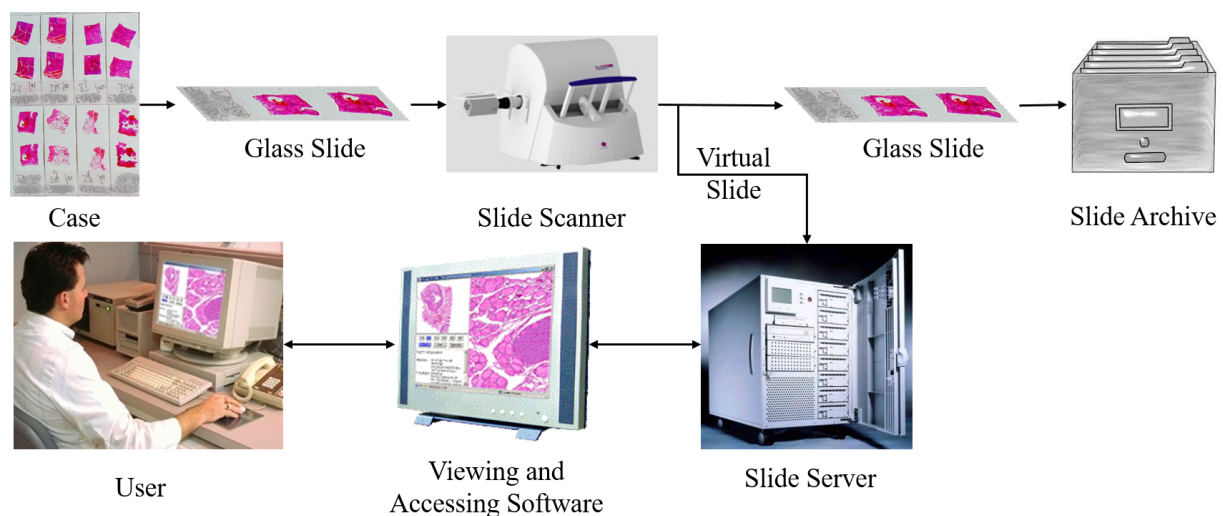 Glass Slide
Virtual
Slide
Glass Slide
Case
Slide Scanner
Slide Archive
User
Viewing and
Accessing Software
Slide Server